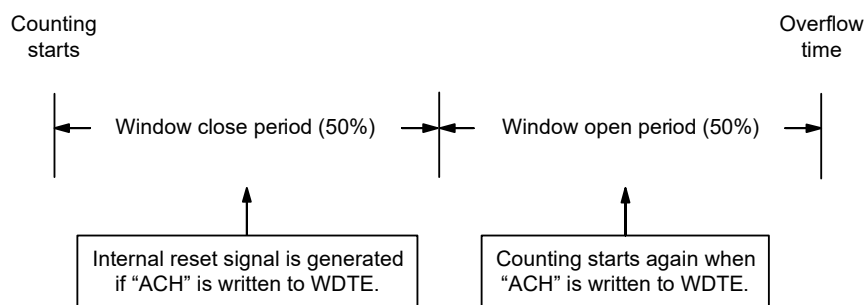 Counting
starts
Overflow
time
Window close period (50%)
Window open period (50%)
Internal reset signal is generated
if “ACH” is written to WDTE.
Counting starts again when
“ACH” is written to WDTE.